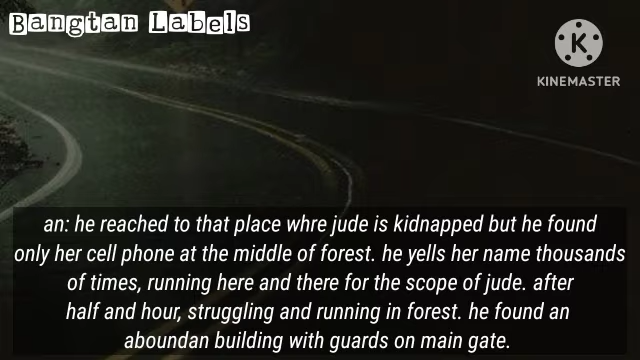 Bangtan Labels
K
KINEMASTER
an: he reached to that place whre jude is kidnapped but he found
only her cell phone at the middle of forest. he yells her name thousands
of times, running here and there for the scope of jude. after
half and hour, struggling and running in forest. he found an
aboundan building with guards on main gate.